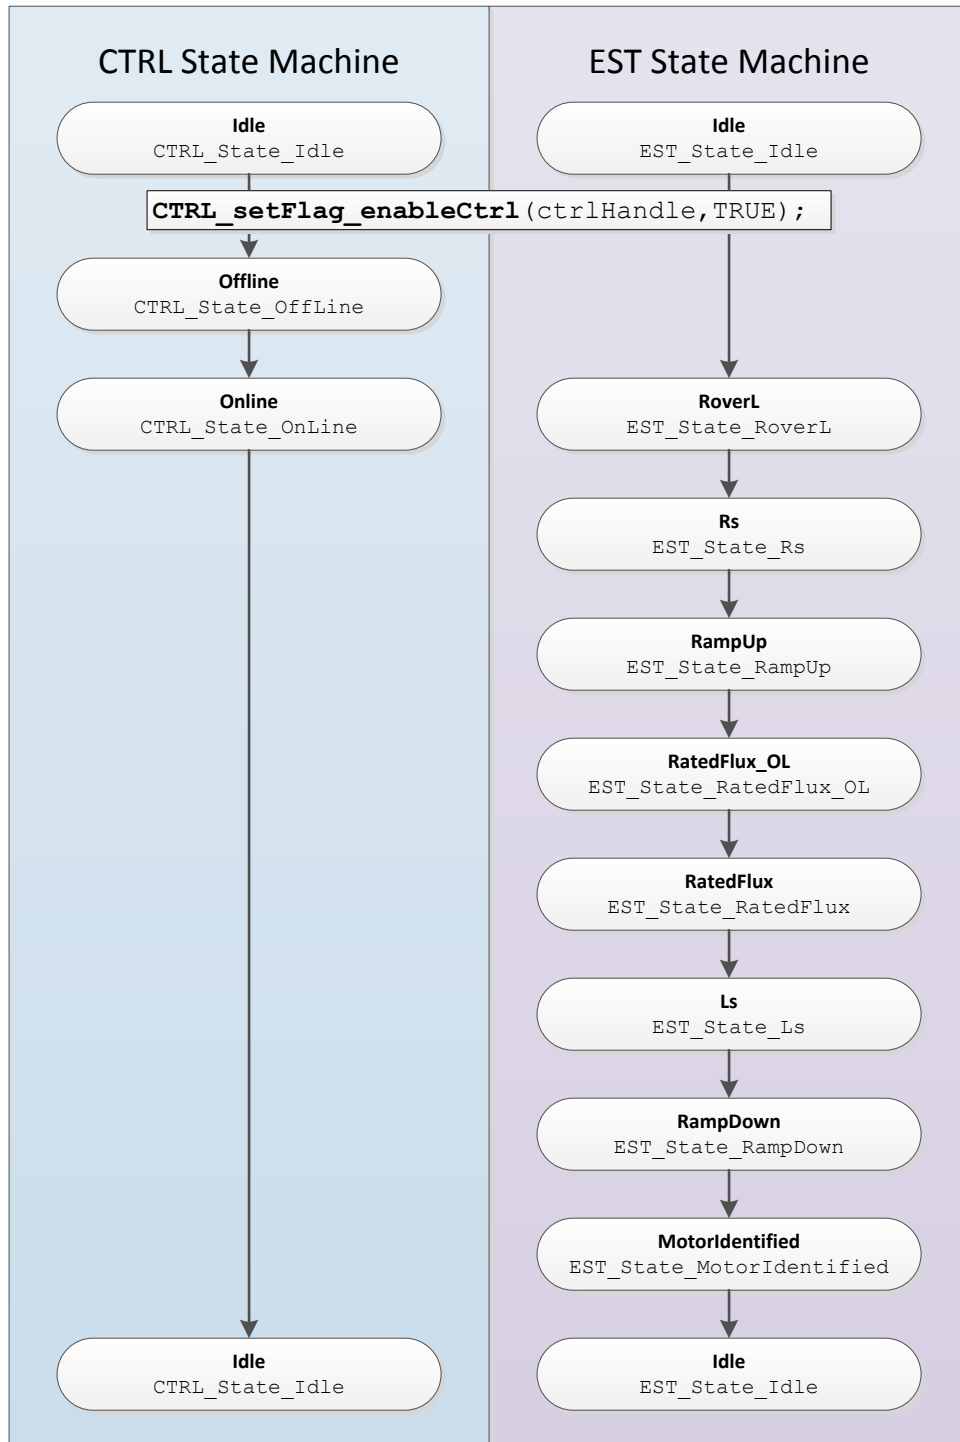 CTRL State Machine
Idle
CTRL_State_Idle
EST State Machine
Idle
EST_State_Idle
CTRL_setFlag_enableCtrl(ctrlHandle,TRUE);
Offline
CTRL_State_OffLine
Online
CTRL_State_OnLine
RoverL
EST_State_RoverL
Rs
EST_State_Rs
RampUp
EST_State_RampUp
RatedFlux_OL
EST_State_RatedFlux_OL
RatedFlux
EST_State_RatedFlux
Ls
EST_State_Ls
RampDown
EST_State_RampDown
MotorIdentified
EST_State_MotorIdentified
Idle
CTRL_State_Idle
Idle
EST_State_Idle